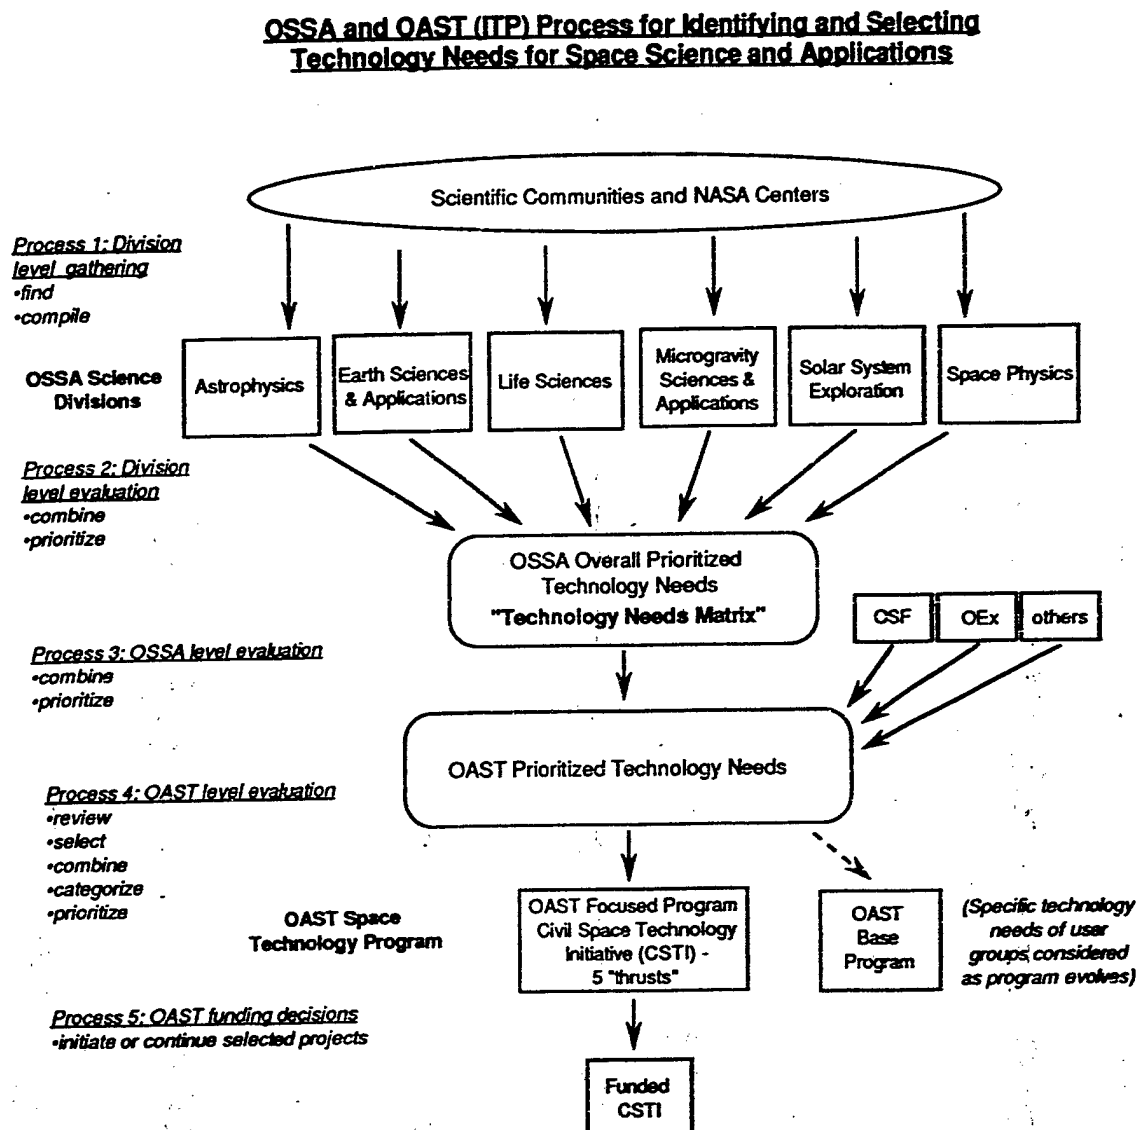 OSSA and OAST (ITP) Process for Identifying and Selecting
Technology Needs for Space Science and Applications
Scientific Communities and NASA Centers
Process 1: Division
level gathering
•find
•compile
OSSA Science
Divisions
Astrophysics
Earth Sciences
& Applications
Life Sciences
Microgravity
Sciences &
Applications
Solar System
Exploration
Space Physics
Process 2: Division
level evaluation
•combine
•prioritize
OSSA Overall Prioritized
Technology Needs
"Technology Needs Matrix"
OSF
OEx
others
Process 3: OSSA level evaluation
•combine
•prioritize
OAST Prioritized Technology Needs
Process 4: OAST level evaluation
•review
•select
•combine
•categorize
•prioritize
OAST Space
Technology Program
OAST Focused Program
Civil Space Technology
Initiative (CSTI) -
5 "thrusts"
OAST
Base
Program
(Specific technology
needs of user
groups considered
as program evolves)
Process 5: OAST funding decisions
•initiate or continue selected projects
Funded
CSTI